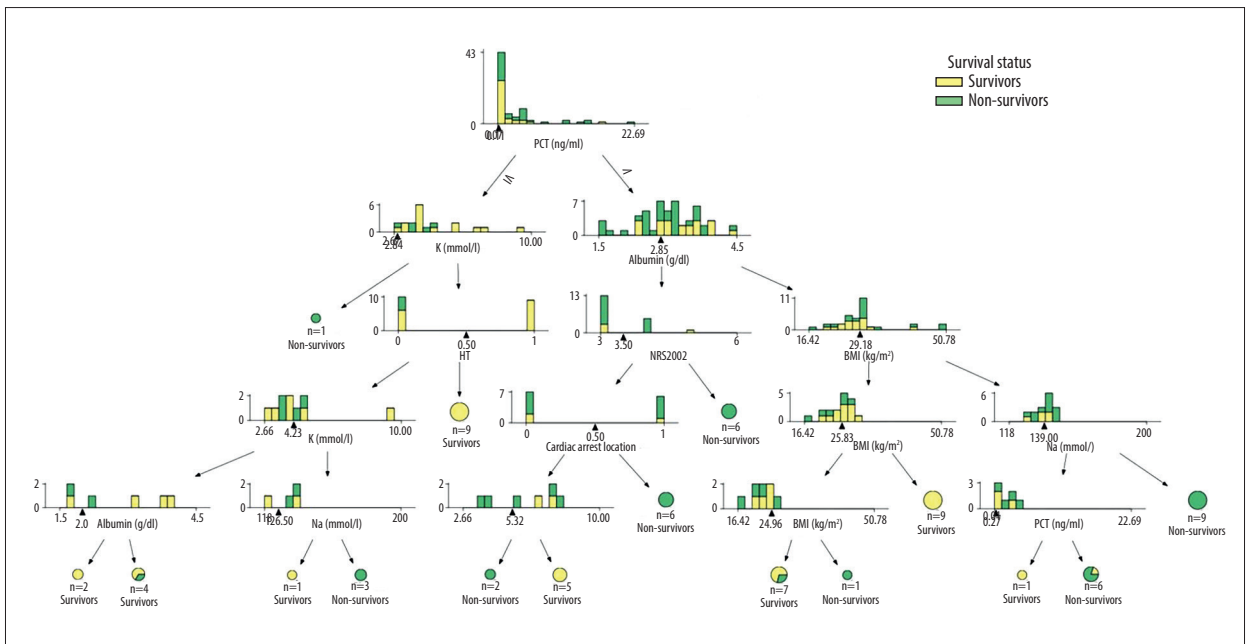 43
0
22.69
PCT (ng/ml)
Survival status
Survivors
Non-survivors
≤
>
6
0
2.84
10.00
K (mmol/l)
7
0
1.5
2.85
4.5
Albumin (g/dl)
n=1
Non-survivors
10
0
0
0.50
1
HT
13
0
3
3.50
6
NRS2002
11
0
16.42
29.18
50.78
BMI (kg/m²)
2
0
2.66
4.23
10.00
K (mmol/l)
n=9
Survivors
7
0
0
0.50
1
Cardiac arrest location
n=6
Non-survivors
5
0
16.42
25.83
50.78
BMI (kg/m²)
6
0
118
139.00
200
Na (mmol/)
2
0
1.5
2.0
4.5
Albumin (g/dl)
2
0
118
126.50
200
Na (mmol/l)
2
0
2.66
5.32
10.00
n=6
Non-survivors
2
0
16.42
24.96
50.78
BMI (kg/m²)
n=9
Survivors
3
0
0.27
22.69
PCT (ng/ml)
n=9
Non-survivors
n=2
Survivors
n=4
Survivors
n=1
Survivors
n=3
Non-survivors
n=2
Non-survivors
n=5
Survivors
n=7
Survivors
n=1
Non-survivors
n=1
Survivors
n=6
Non-survivors